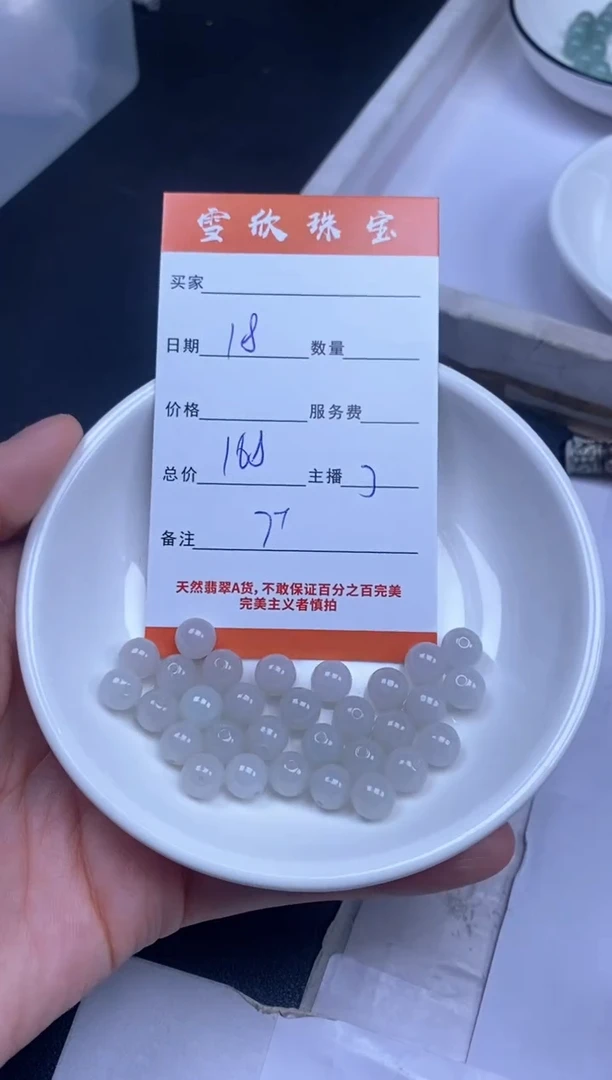 雪欣珠宝
买家
日期 18 数量
价格 服务费
总价 188 主播
备注
天然翡翠A货，不敢保证百分之百完美
完美主义者慎拍